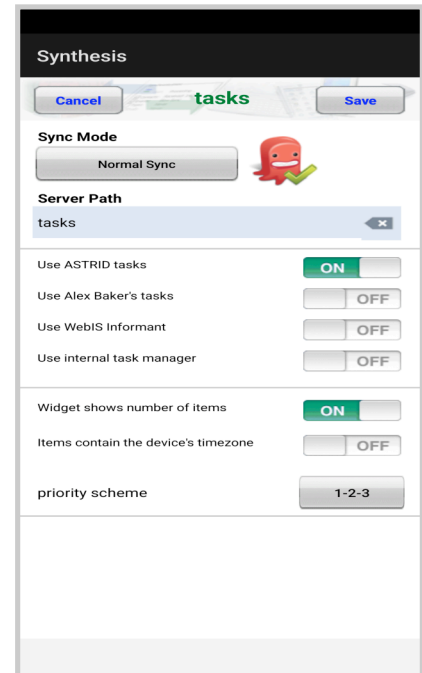 Synthesis
Cancel tasks Save
Sync Mode
Normal Sync
Server Path
tasks
Use ASTRID tasks ON
Use Alex Baker's tasks OFF
Use WebIS Informant OFF
Use internal task manager OFF
Widget shows number of items ON
Items contain the device's timezone OFF
priority scheme 1-2-3